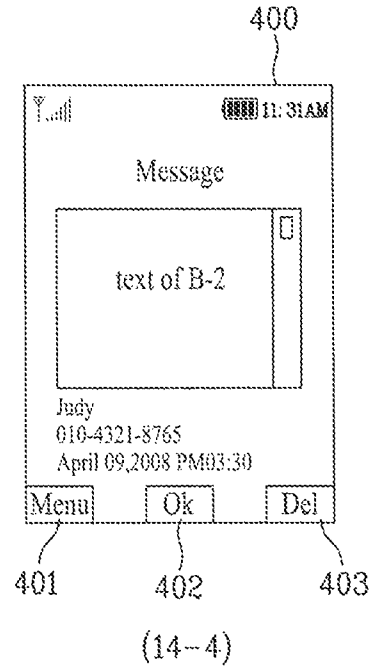 400
11:31AM
Message
text of B-2
Judy
010-4321-8765
April 09,2008 PM03:30
Menu Ok Del
401 402 403
(14-4)